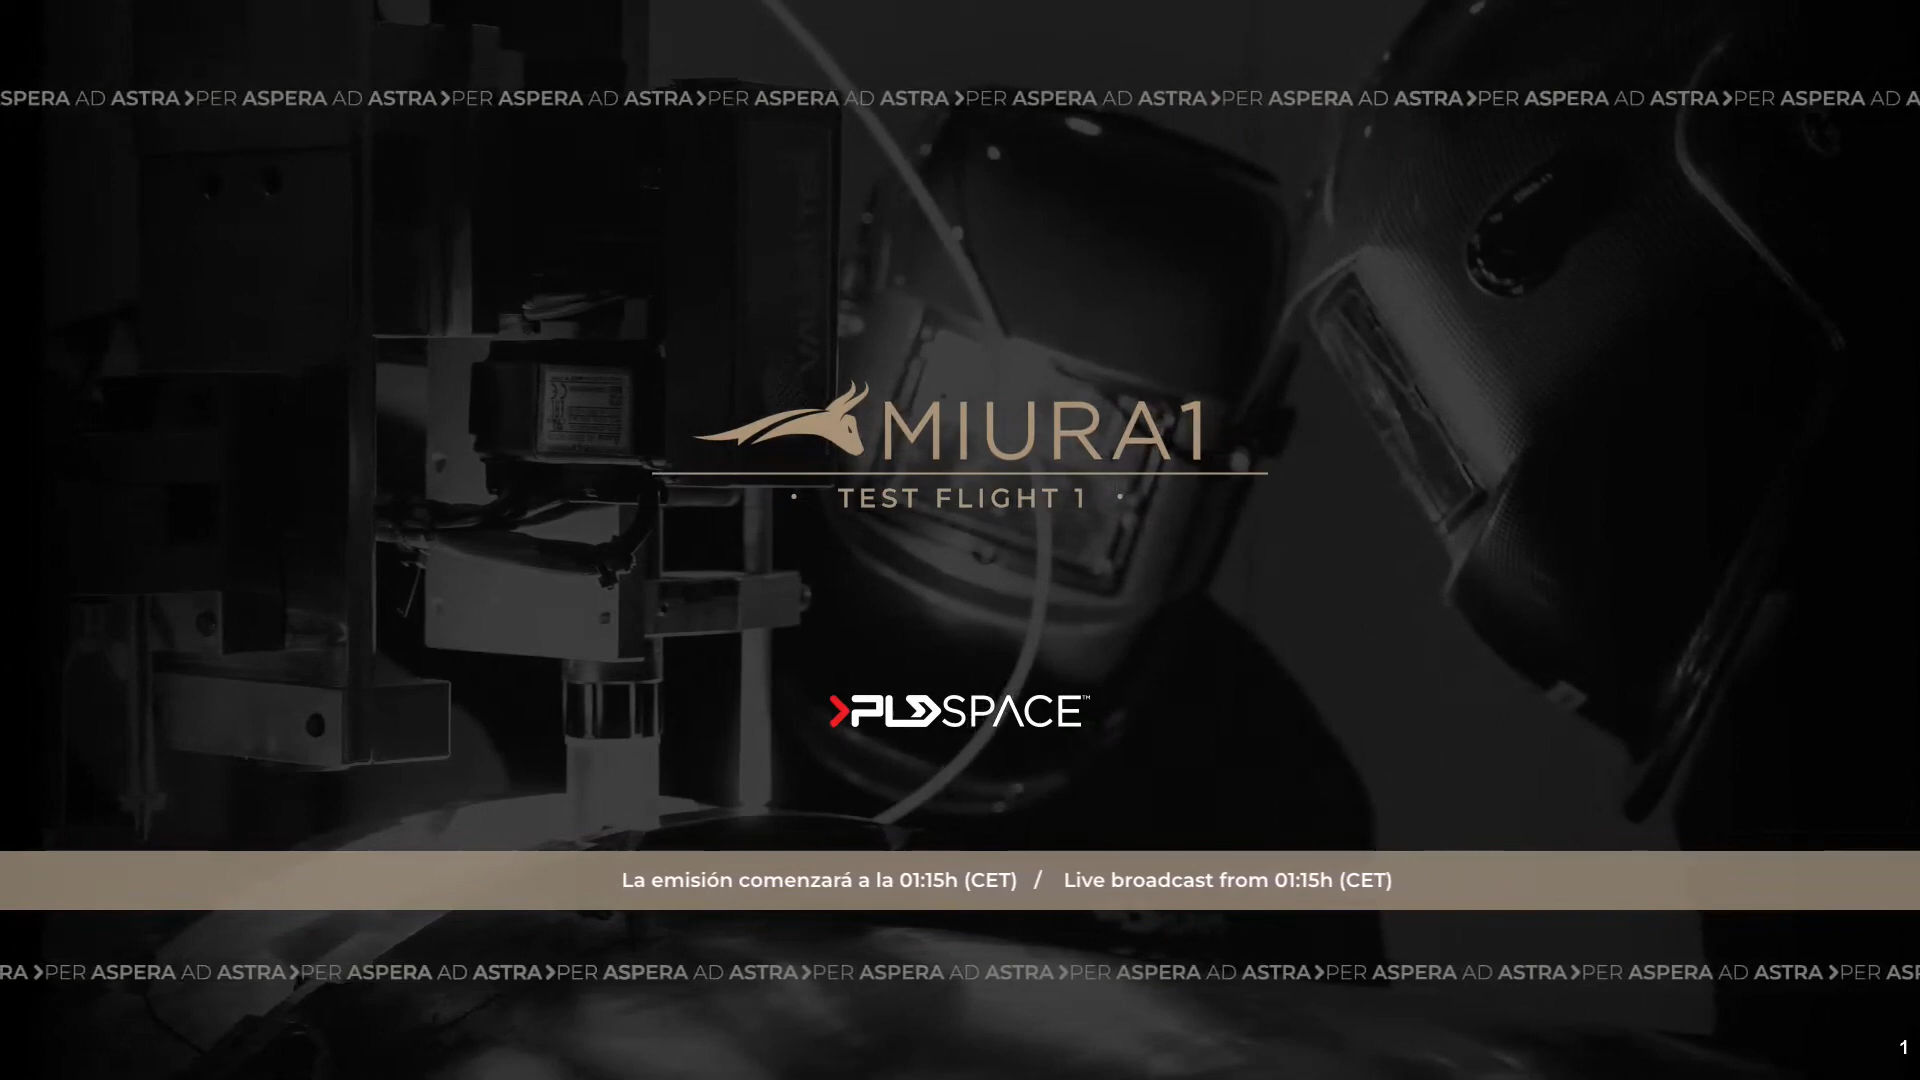 SPERA AD ASTRA >PER ASPERA AD ASTRA >PER ASPERA AD ASTRA >PER ASPERA AD ASTRA >PER ASPERA AD ASTRA >PER ASPERA AD ASTRA >PER ASPERA AD ASTRA >PER ASPERA AD A
MIURA1
• TEST FLIGHT 1 •
>PLD SPACE™
La emisión comenzará a la 01:15h (CET) / Live broadcast from 01:15h (CET)
RA >PER ASPERA AD ASTRA >PER ASPERA AD ASTRA >PER ASPERA AD ASTRA >PER ASPERA AD ASTRA >PER ASPERA AD ASTRA >PER ASPERA AD ASTRA >PER ASPERA AD ASTRA >PER ASP
1